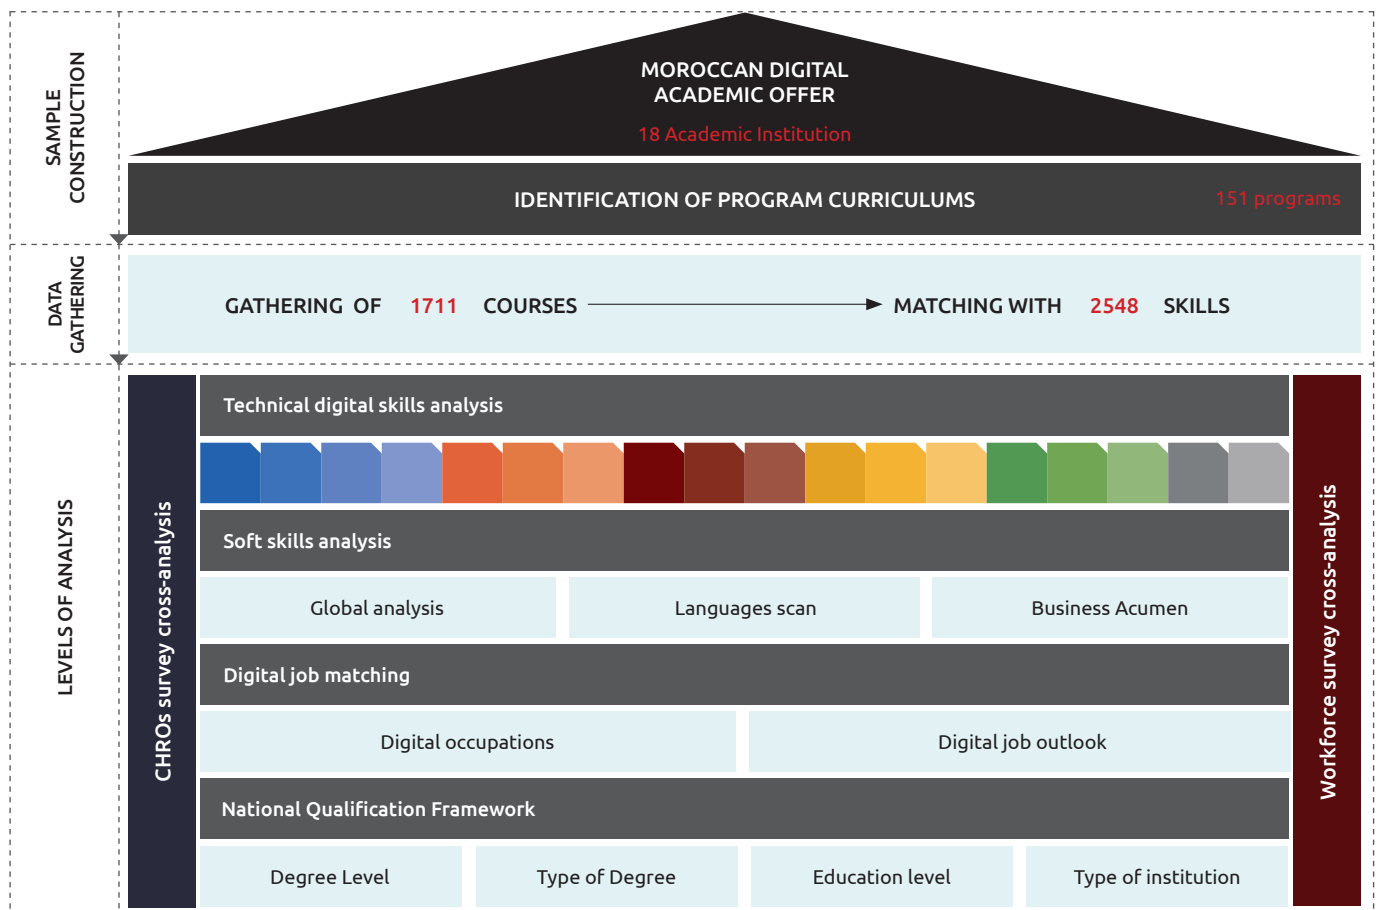 SAMPLE
CONSTRUCTION
MOROCCAN DIGITAL
ACADEMIC OFFER
18 Academic Institution
IDENTIFICATION OF PROGRAM CURRICULUMS
151 programs
DATA
GATHERING
GATHERING OF 1711 COURSES
MATCHING WITH 2548 SKILLS
LEVELS OF ANALYSIS
CHROs survey cross-analysis
Technical digital skills analysis
Soft skills analysis
Global analysis
Languages scan
Business Acumen
Digital job matching
Digital occupations
Digital job outlook
National Qualification Framework
Degree Level
Type of Degree
Education level
Type of institution
Workforce survey cross-analysis